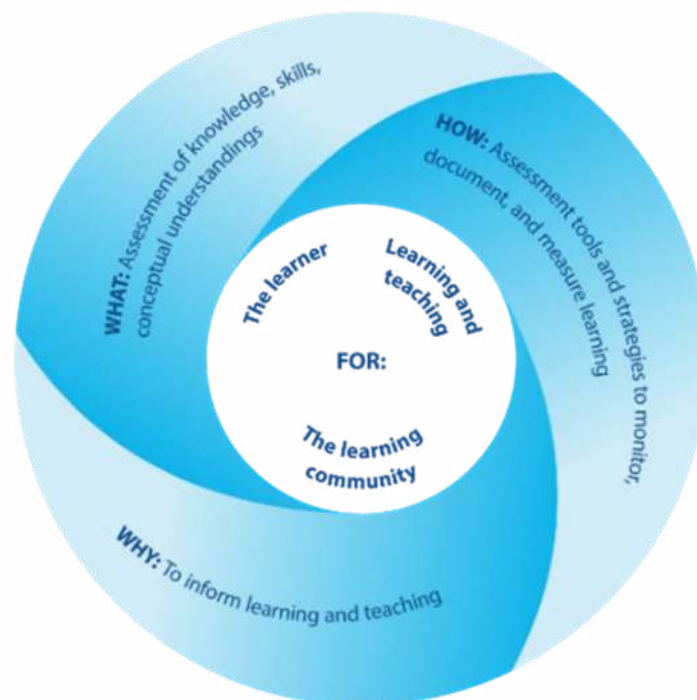 WHAT: Assessment of knowledge, skills,
conceptual understandings
HOW: Assessment tools and strategies to monitor,
document, and measure learning
The learner
Learning and
teaching
FOR:
The learning
community
WHY: To inform learning and teaching